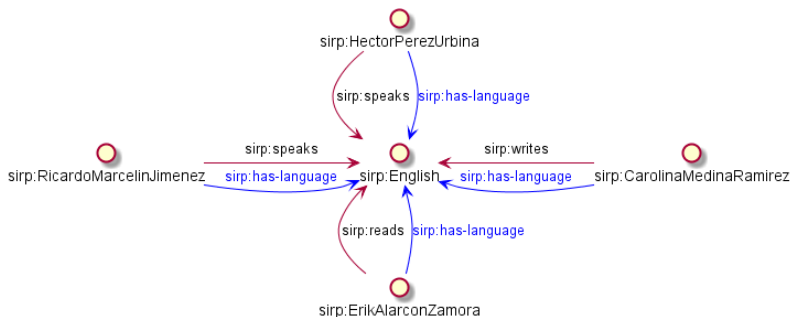 sirp:HectorPerezUrbina
sirp:speaks
sirp:has-language
sirp:speaks
sirp:writes
sirp:RicardoMarcelinJimenez
sirp:has-language
sirp:English
sirp:has-language
sirp:CarolinaMedinaRamirez
sirp:reads
sirp:has-language
sirp:ErikAlarconZamora